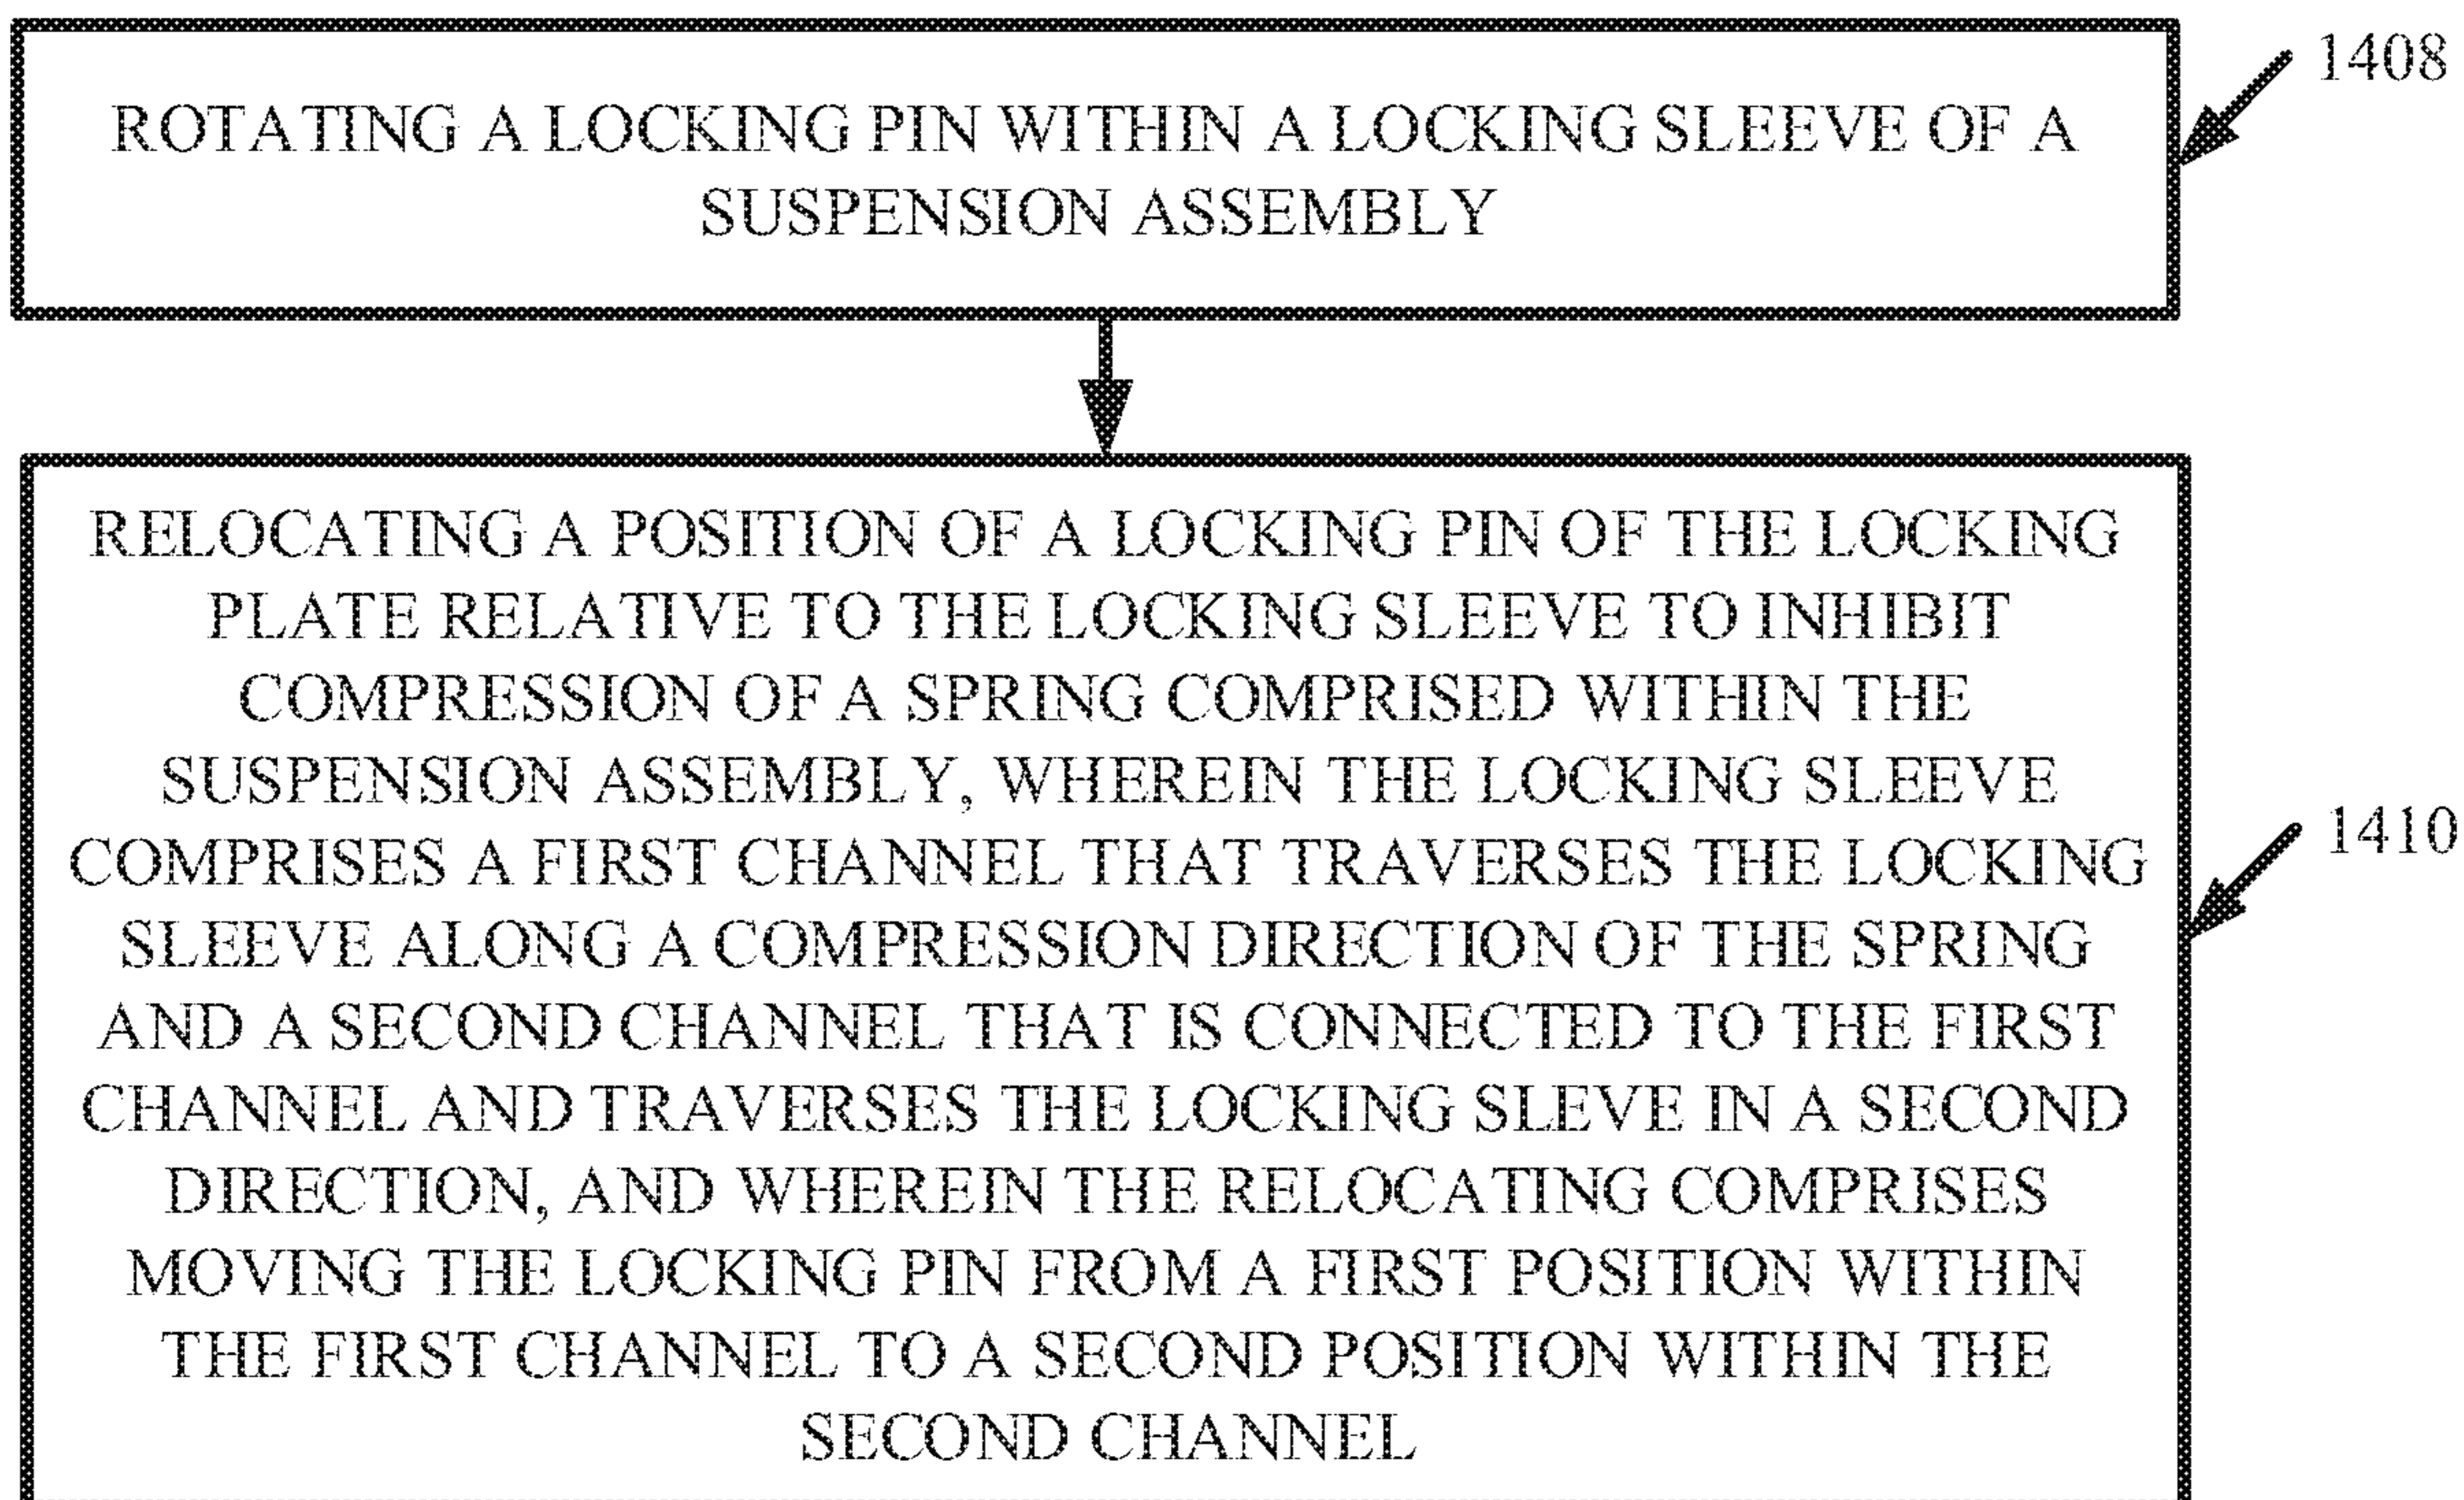 1408
ROTATING A LOCKING PIN WITHIN A LOCKING SLEEVE OF A
SUSPENSION ASSEMBLY
RELOCATING A POSITION OF A LOCKING PIN OF THE LOCKING
PLATE RELATIVE TO THE LOCKING SLEEVE TO INHIBIT
COMPRESSION OF A SPRING COMPRISED WITHIN THE
SUSPENSION ASSEMBLY, WHEREIN THE LOCKING SLEEVE
COMPRISES A FIRST CHANNEL THAT TRAVERSES THE LOCKING
SLEEVE ALONG A COMPRESSION DIRECTION OF THE SPRING
AND A SECOND CHANNEL THAT IS CONNECTED TO THE FIRST
CHANNEL AND TRAVERSES THE LOCKING SLEVE IN A SECOND
DIRECTION, AND WHEREIN THE RELOCATING COMPRISES
MOVING THE LOCKING PIN FROM A FIRST POSITION WITHIN
THE FIRST CHANNEL TO A SECOND POSITION WITHIN THE
SECOND CHANNEL
1410